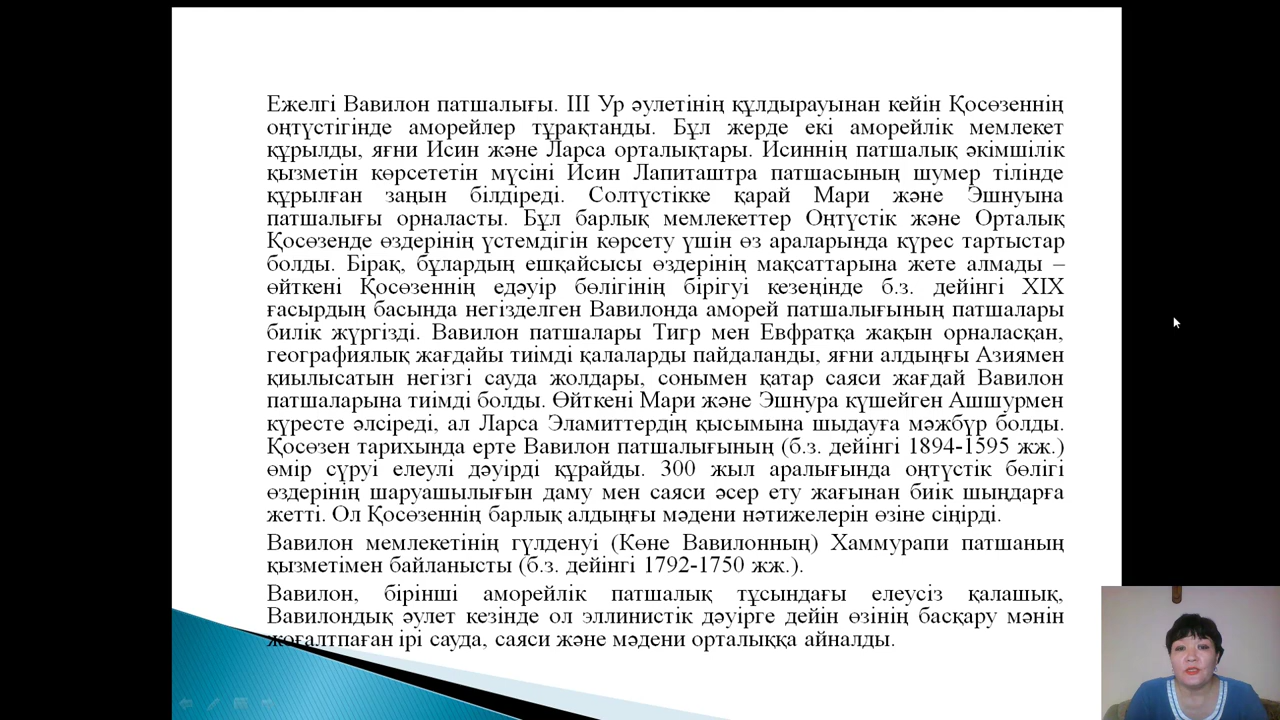 Ежелгі Вавилон патшалығы. III Ур әулетінің құлдырауынан кейін Қосөзеннің
оңтүстігінде аморейлер тұрақтанды. Бұл жерде екі аморейлік мемлекет
құрылды, яғни Исин және Ларса орталықтары. Исиннің патшалық әкімшілік
қызметін көрсететін мүсіні Исин Лапиташтра патшасының шумер тілінде
құрылған заңын білдіреді. Солтүстікке қарай Мари және Эшнуына
патшалығы орналасты. Бұл барлық мемлекеттер Оңтүстік және Орталық
Қосөзенде өздерінің үстемдігін көрсету үшін өз араларында күрес тартыстар
болды. Бірақ, бұлардың ешқайсысы өздерінің мақсаттарына жете алмады –
өйткені Қосөзеннің едәуір бөлігінің бірігуі кезеңінде б.з. дейінгі XIX
ғасырдың басында негізделген Вавилонда аморей патшалығының патшалары
билік жүргізді. Вавилон патшалары Тигр мен Евфратқа жақын орналасқан,
географиялық жағдайы тиімді қалаларды пайдаланды, яғни алдыңғы Азиямен
қиылысатын негізгі сауда жолдары, сонымен қатар саяси жағдай Вавилон
патшаларына тиімді болды. Өйткені Мари және Эшнура күшейген Ашшурмен
күресте әлсіреді, ал Ларса Эламиттердің қысымына шыдауға мәжбүр болды.
Қосөзен тарихында ерте Вавилон патшалығының (б.з. дейінгі 1894-1595 жж.)
өмір сүруі елеулі дәуірді құрайды. 300 жыл аралығында оңтүстік бөлігі
өздерінің шаруашылығын даму мен саяси әсер ету жағынан биік шыңдарға
жетті. Ол Қосөзеннің барлық алдыңғы мәдени нәтижелерін өзіне сіңірді.
Вавилон мемлекетінің гүлденуі (Көне Вавилонның) Хаммурапи патшаның
қызметімен байланысты (б.з. дейінгі 1792-1750 жж.).
Вавилон, бірінші аморейлік патшалық тұсындағы елеусіз қалашық,
Вавилондық әулет кезінде ол эллинистік дәуірге дейін өзінің басқару мәнін
жоғалтпаған ірі сауда, саяси және мәдени орталыққа айналды.